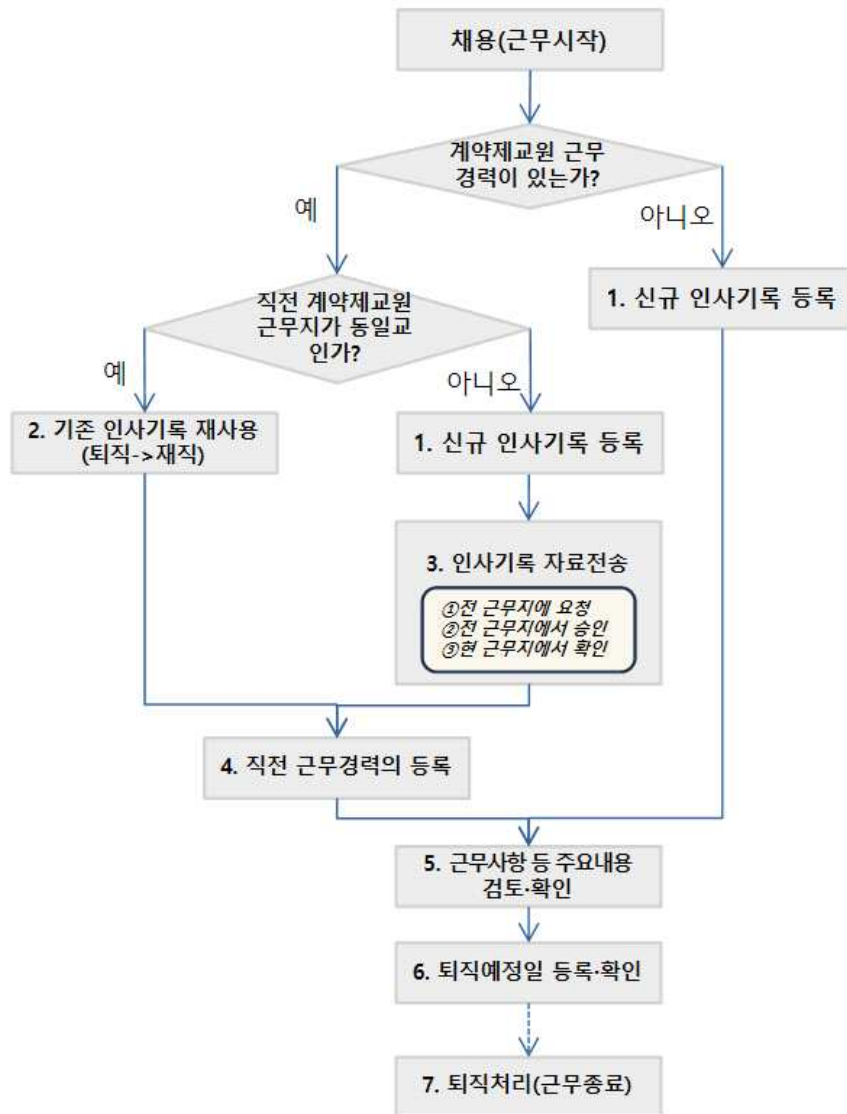 채용(근무시작)
계약제교원 근무
경력이 있는가?
예
아니오
직전 계약제교원
근무지가 동일교
인가?
1. 신규 인사기록 등록
예
아니오
2. 기존 인사기록 재사용
(퇴직->재직)
1. 신규 인사기록 등록
3. 인사기록 자료전송
①전 근무지에 요청
②전 근무지에서 승인
③현 근무지에서 확인
4. 직전 근무경력의 등록
5. 근무사항 등 주요내용
검토·확인
6. 퇴직예정일 등록·확인
7. 퇴직처리(근무종료)